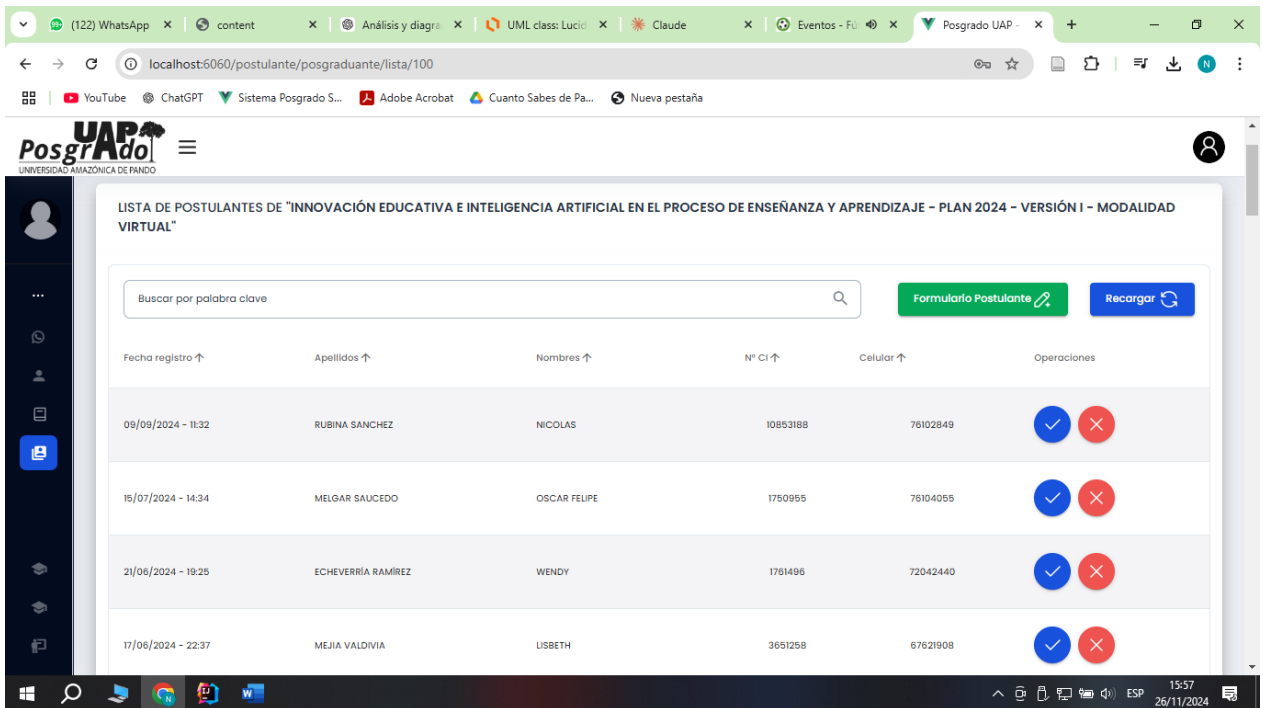 (122) WhatsApp
content
Análisis y diagra
UML class: Lucid
Claude
Eventos - Fú
Posgrado UAP -
localhost:6060/postulante/posgraduante/lista/100
N
YouTube ChatGPT Sistema Posgrado S... Adobe Acrobat Cuanto Sabes de Pa... Nueva pestaña
UAP
Posgrado
UNIVERSIDAD AMAZÓNICA DE PANDO
LISTA DE POSTULANTES DE "INNOVACIÓN EDUCATIVA E INTELIGENCIA ARTIFICIAL EN EL PROCESO DE ENSEÑANZA Y APRENDIZAJE - PLAN 2024 - VERSIÓN I - MODALIDAD
VIRTUAL"
Buscar por palabra clave Formulario Postulante Recargar
Fecha registro Apellidos Nombres N° CI Celular Operaciones
09/09/2024 - 11:32 RUBINA SANCHEZ NICOLAS 10853188 76102849
15/07/2024 - 14:34 MELGAR SAUCEDO OSCAR FELIPE 1750955 76104055
21/06/2024 - 19:25 ECHEVERRÍA RAMÍREZ WENDY 1761496 72042440
17/06/2024 - 22:37 MEJIA VALDIVIA LISBETH 3651258 67621908
ESP
15:57
26/11/2024